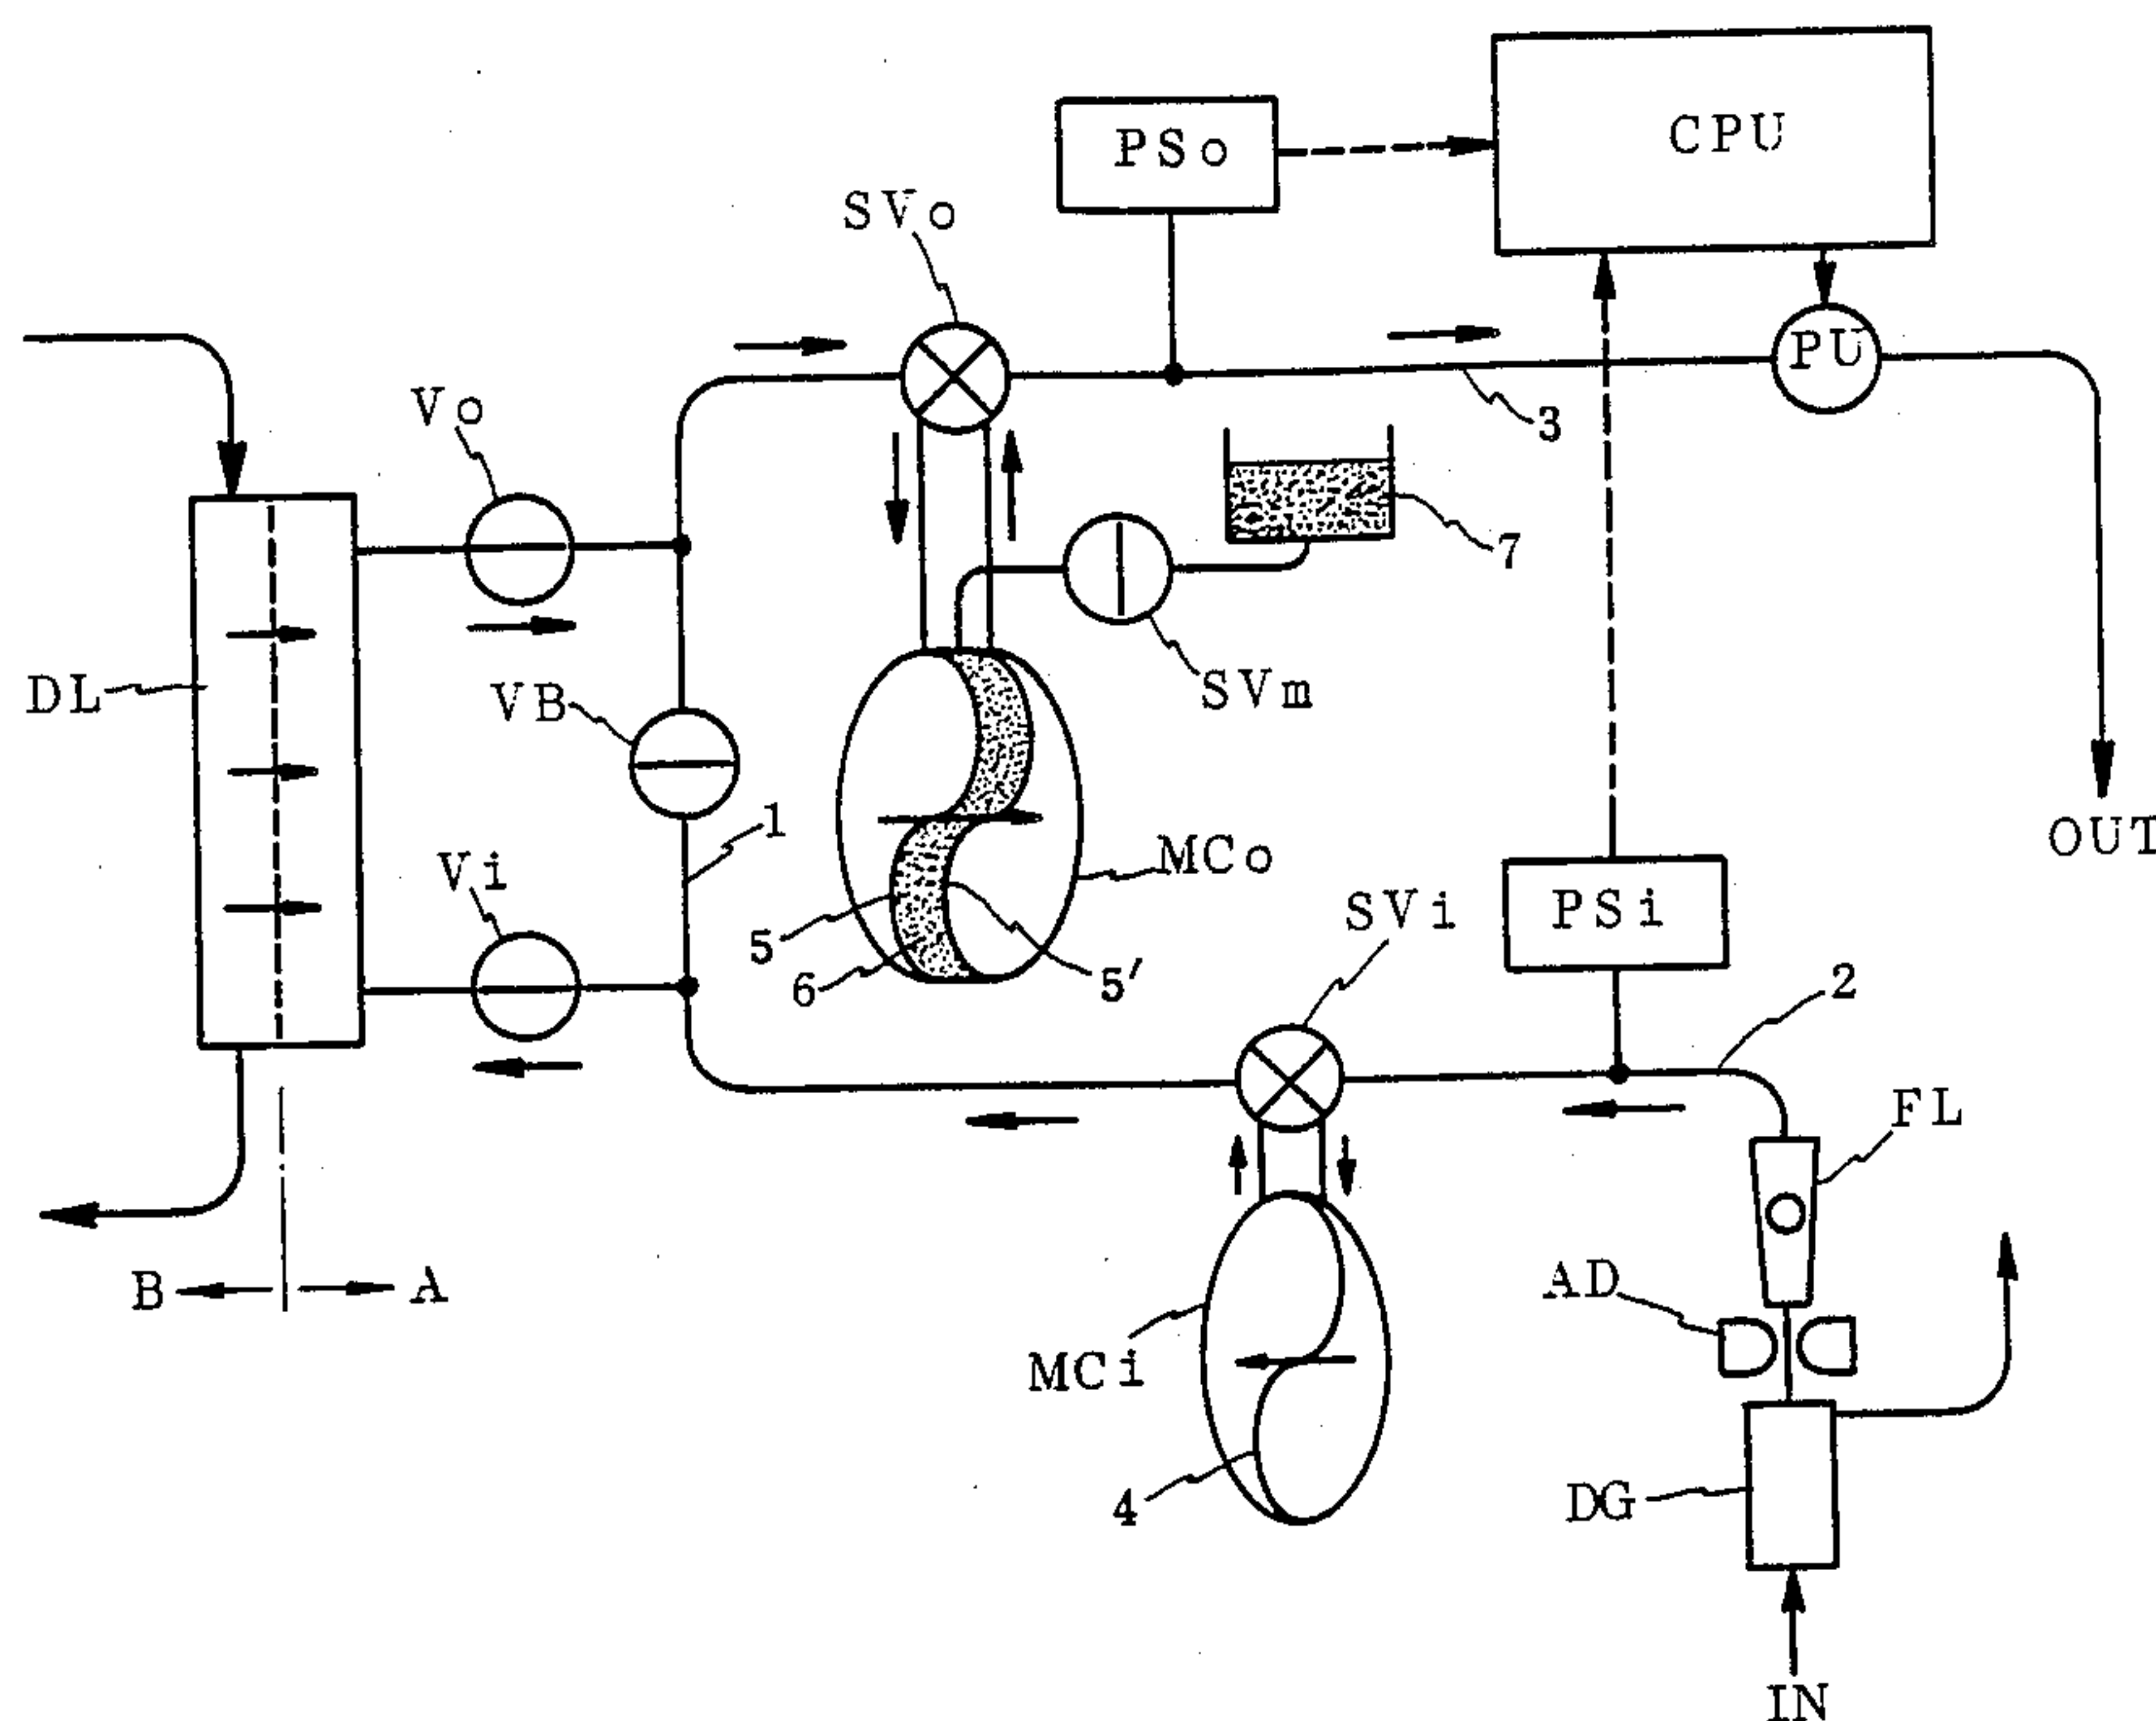 CPU
PSo
SVo
PU
Vo
3
7
DL
SVm
VB
1
OUT
MCo
Vi
SVi
PSi
5
6
5′
2
FL
AD
B
A
MCi
4
DG
IN